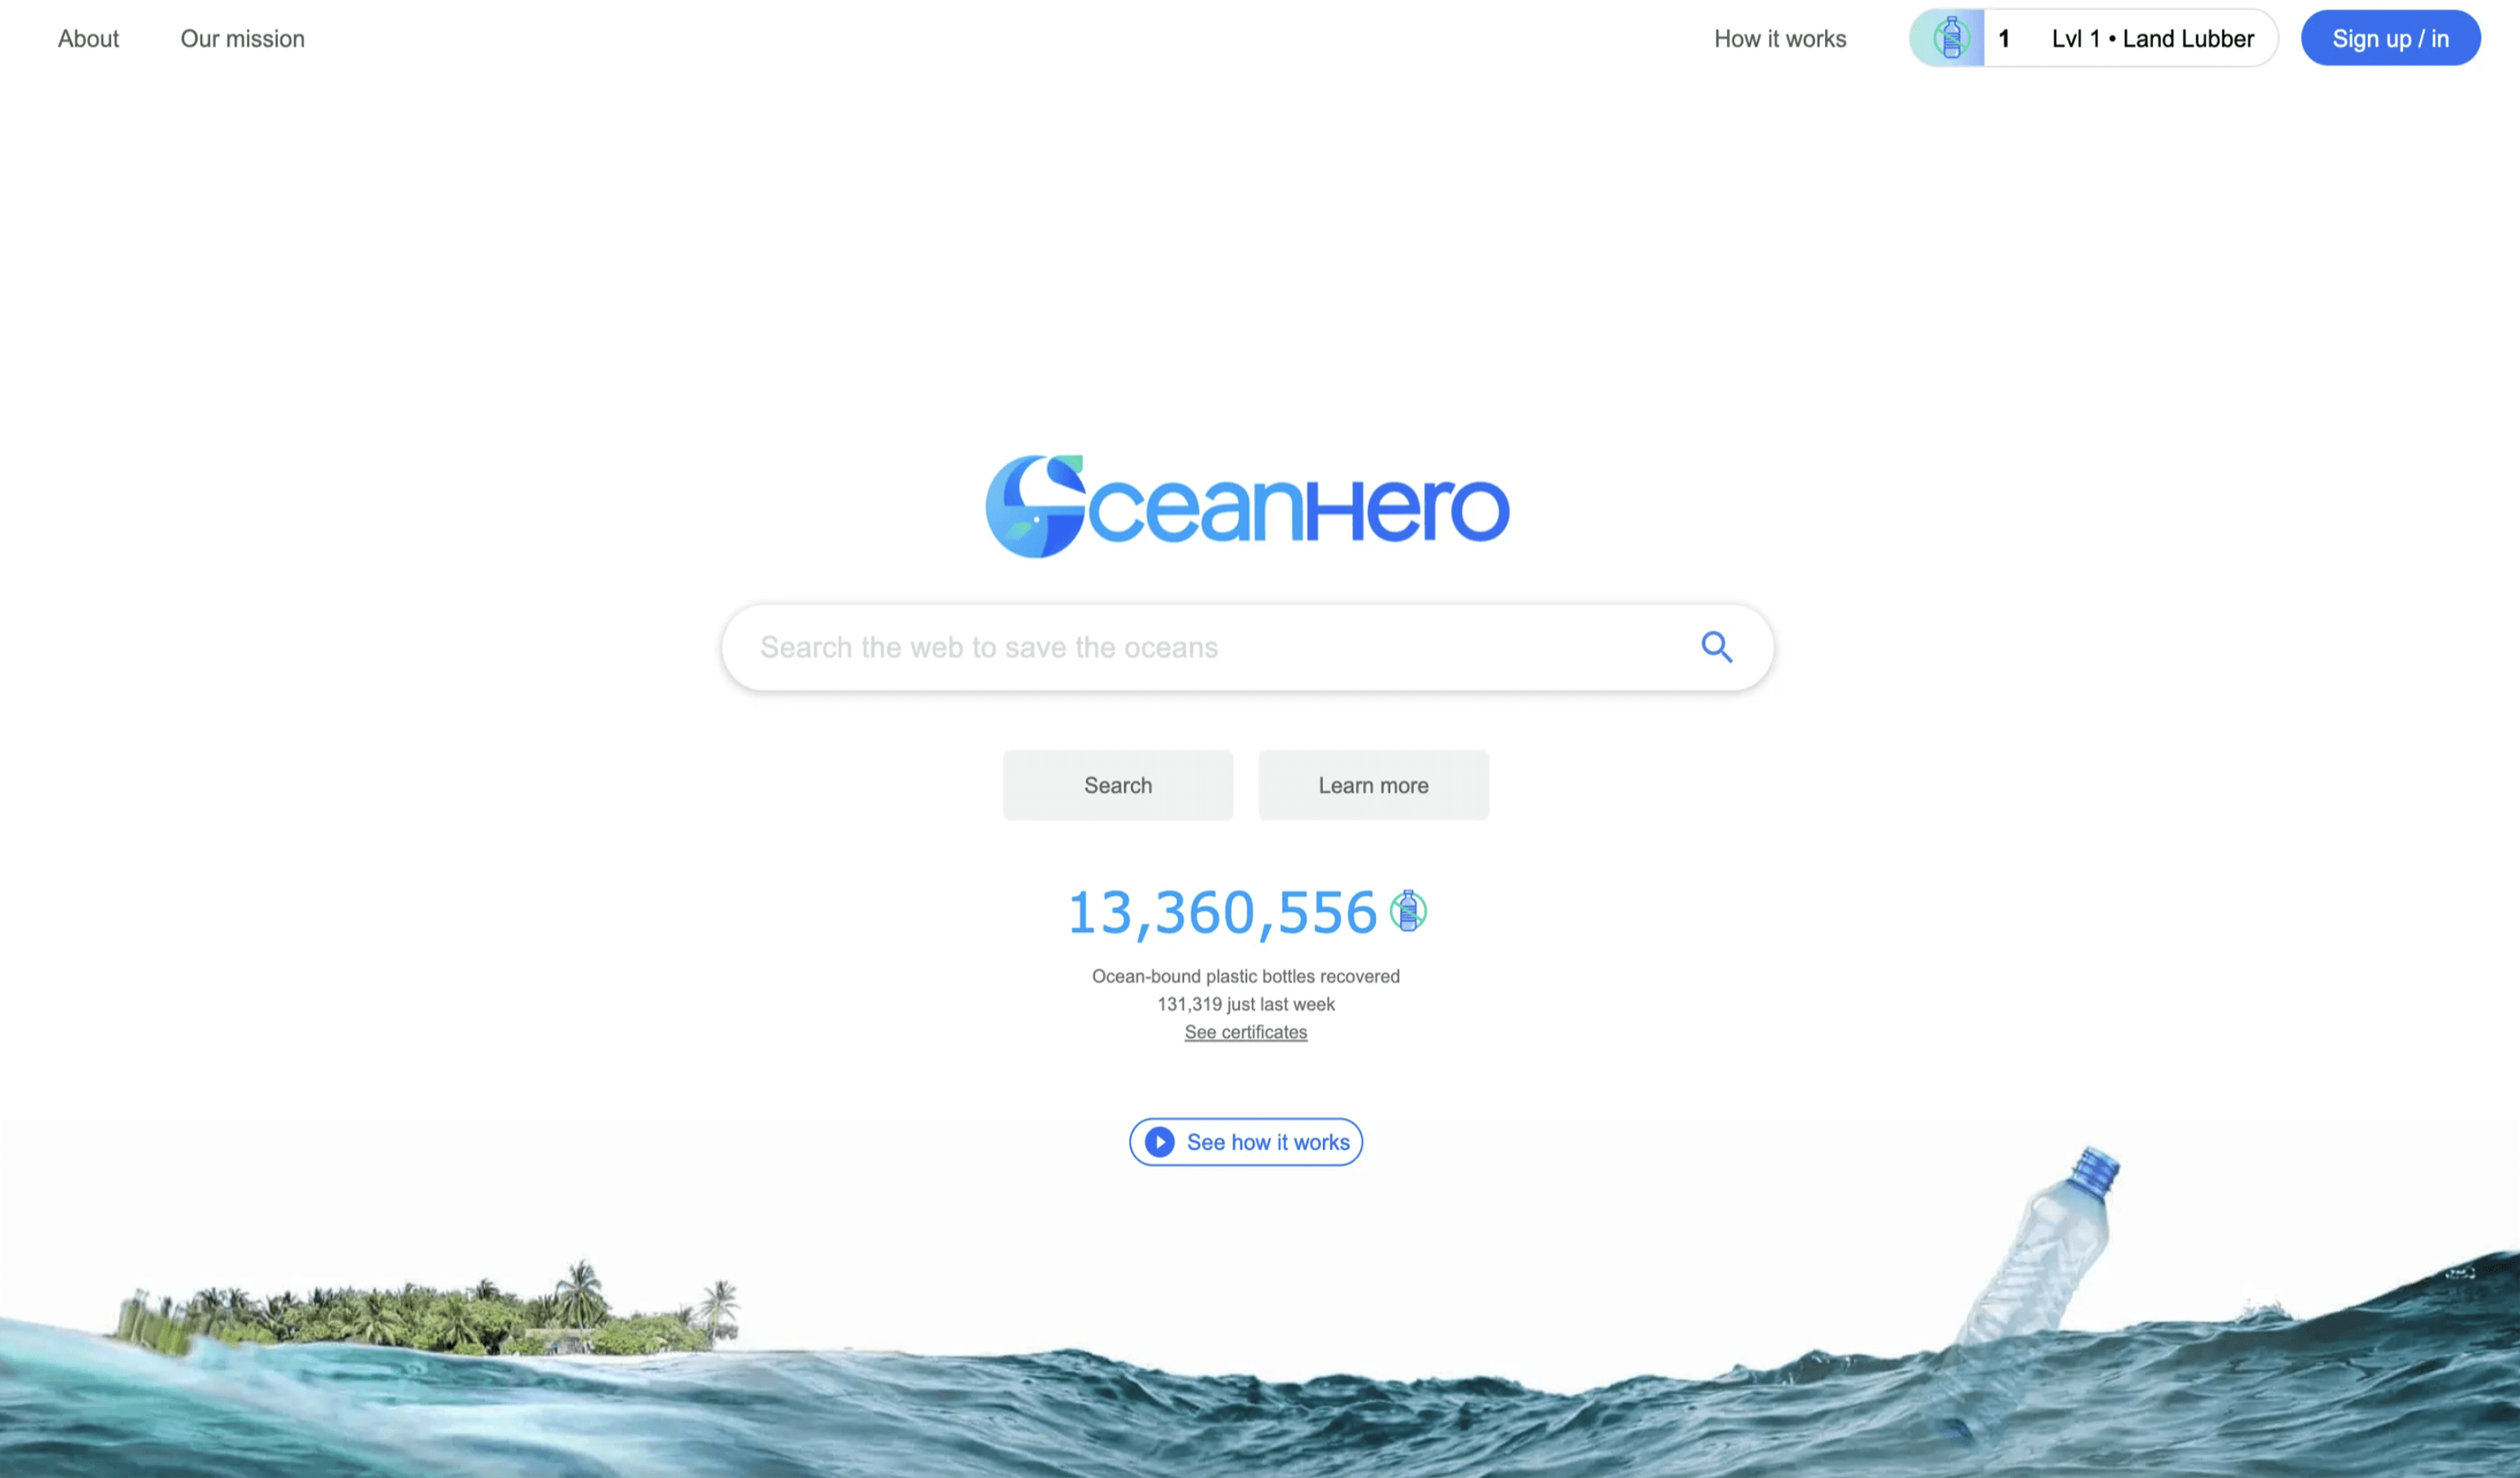 About Our mission How it works 1 Lvl 1 • Land Lubber Sign up / in
OceanHero
Search the web to save the oceans
Search Learn more
13,360,556
Ocean-bound plastic bottles recovered
131,319 just last week
See certificates
See how it works